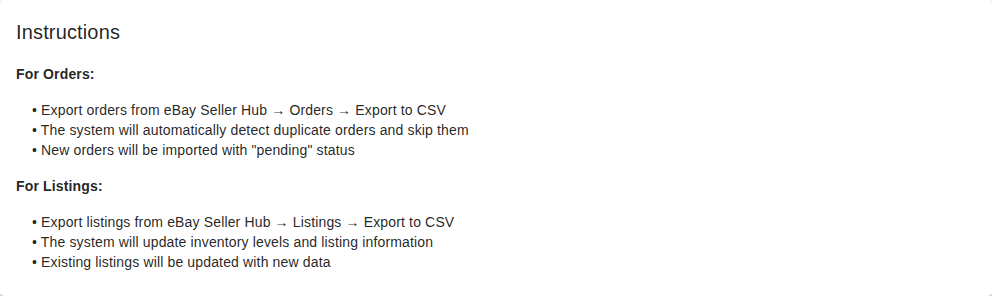 Instructions
For Orders:
• Export orders from eBay Seller Hub → Orders → Export to CSV
• The system will automatically detect duplicate orders and skip them
• New orders will be imported with "pending" status
For Listings:
• Export listings from eBay Seller Hub → Listings → Export to CSV
• The system will update inventory levels and listing information
• Existing listings will be updated with new data